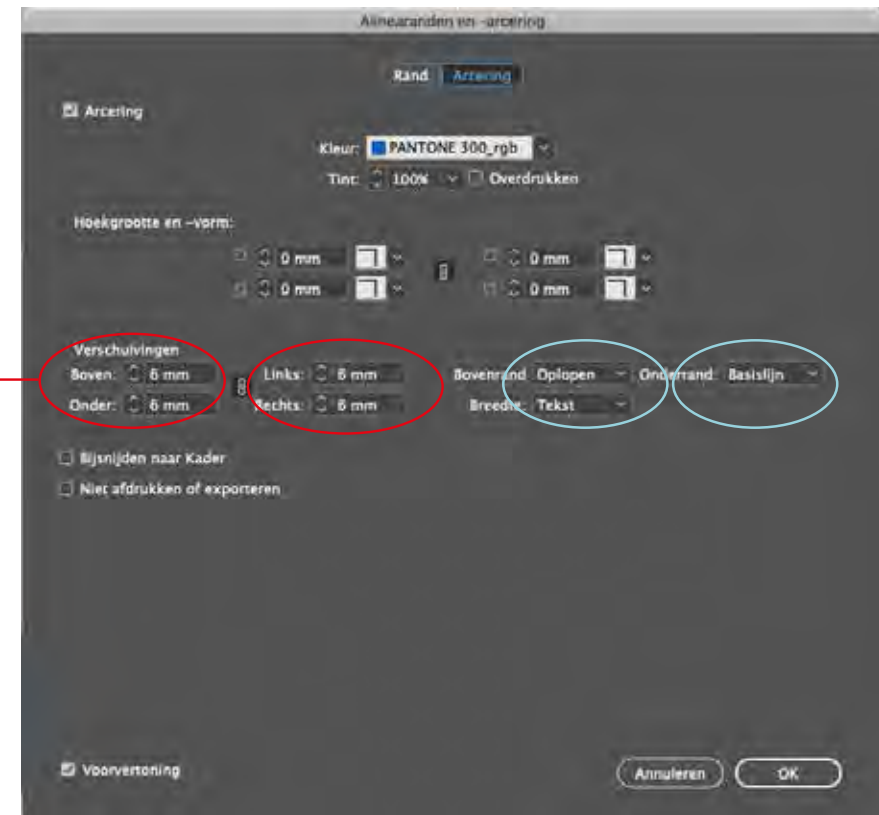 Alinearanden en -arcering
Rand Arcering
Arcering
Kleur: PANTONE 300_rgb
Tint: 100% Overdrukken
Hoekgrootte en –vorm:
0 mm 0 mm
0 mm 0 mm
Verschuivingen
Boven: 6 mm Links: 6 mm Bovenrand Oplopen Onderrand: Basislijn
Onder: 6 mm Rechts: 6 mm Breedte: Tekst
Bijsnijden naar Kader
Niet afdrukken of exporteren
Voorvertoning Annuleren OK